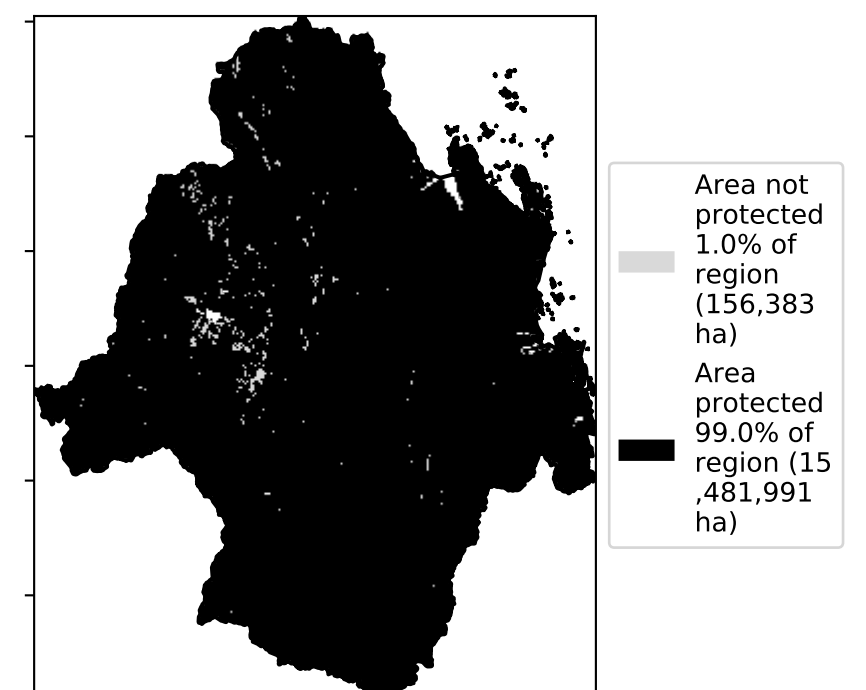 Area not
protected
1.0% of
region
(156,383
ha)
Area
protected
99.0% of
region (15
,481,991
ha)